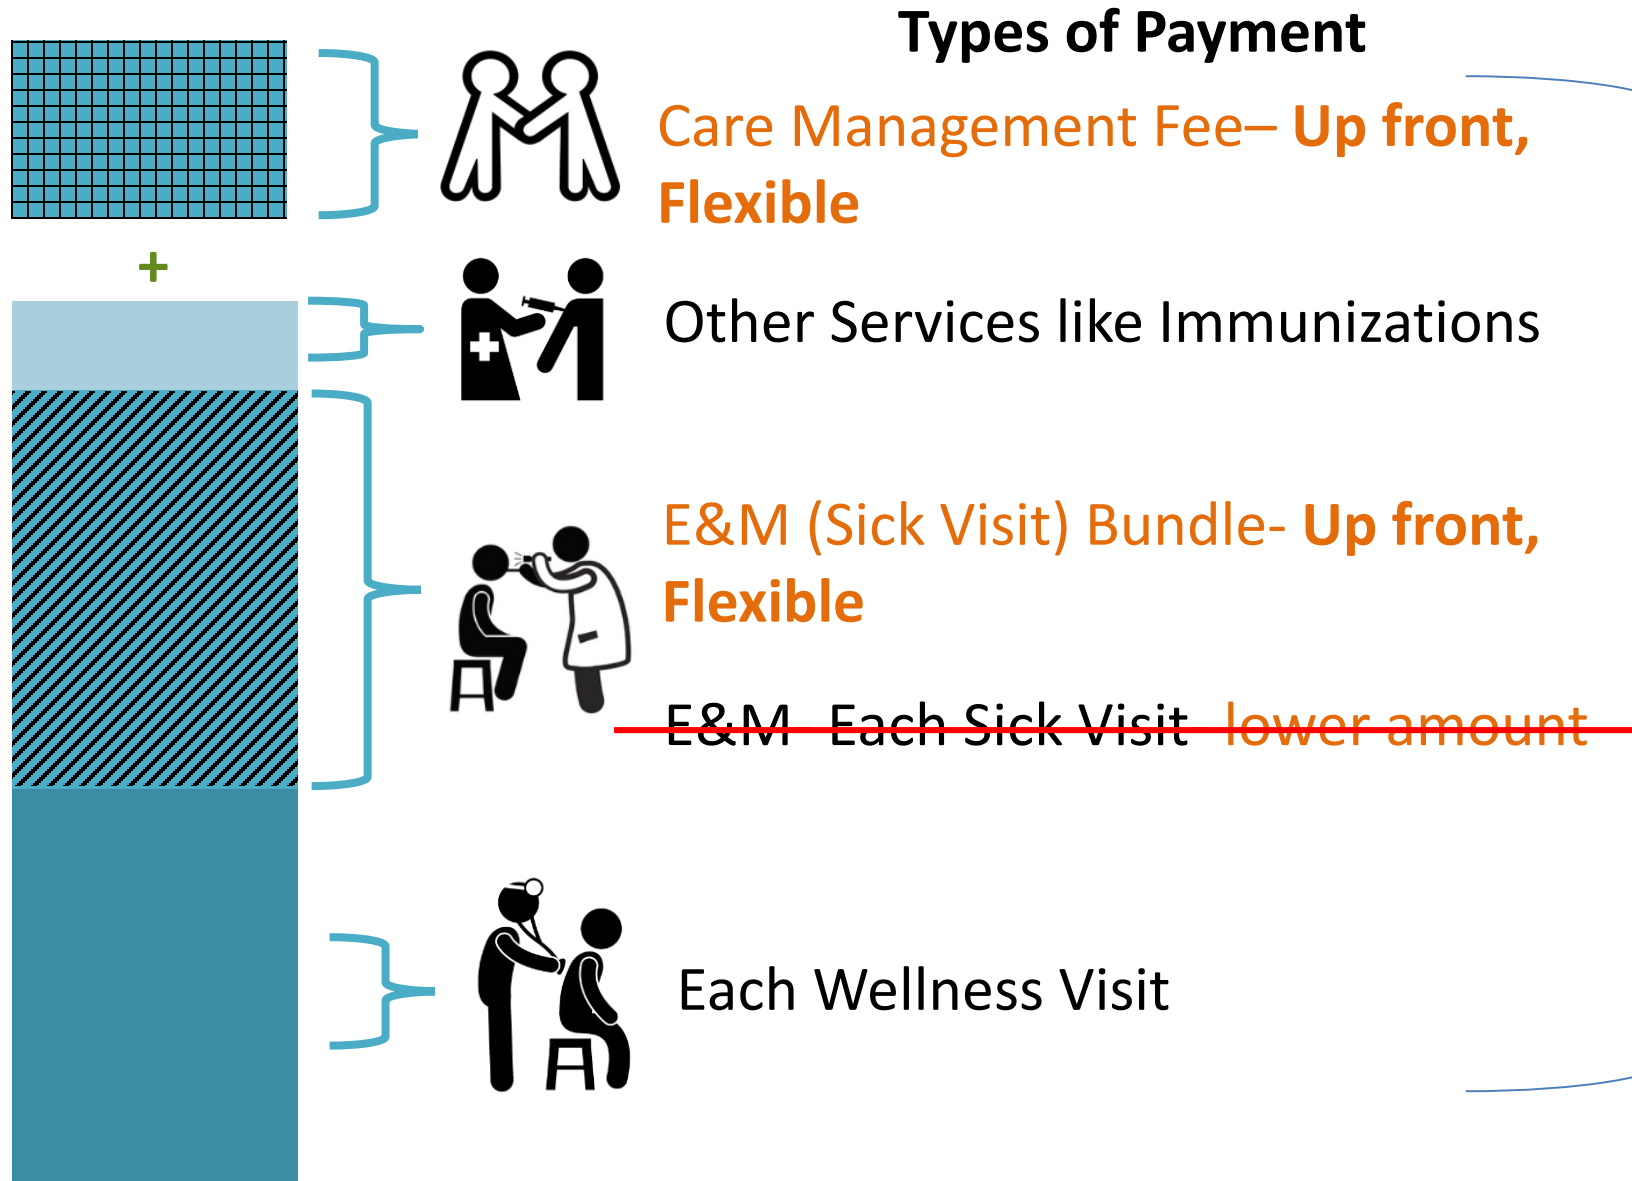 Types of Payment
Care Management Fee– Up front,
Flexible
+
Other Services like Immunizations
E&M (Sick Visit) Bundle- Up front,
Flexible
E&M- Each Sick Visit- lower amount
Each Wellness Visit